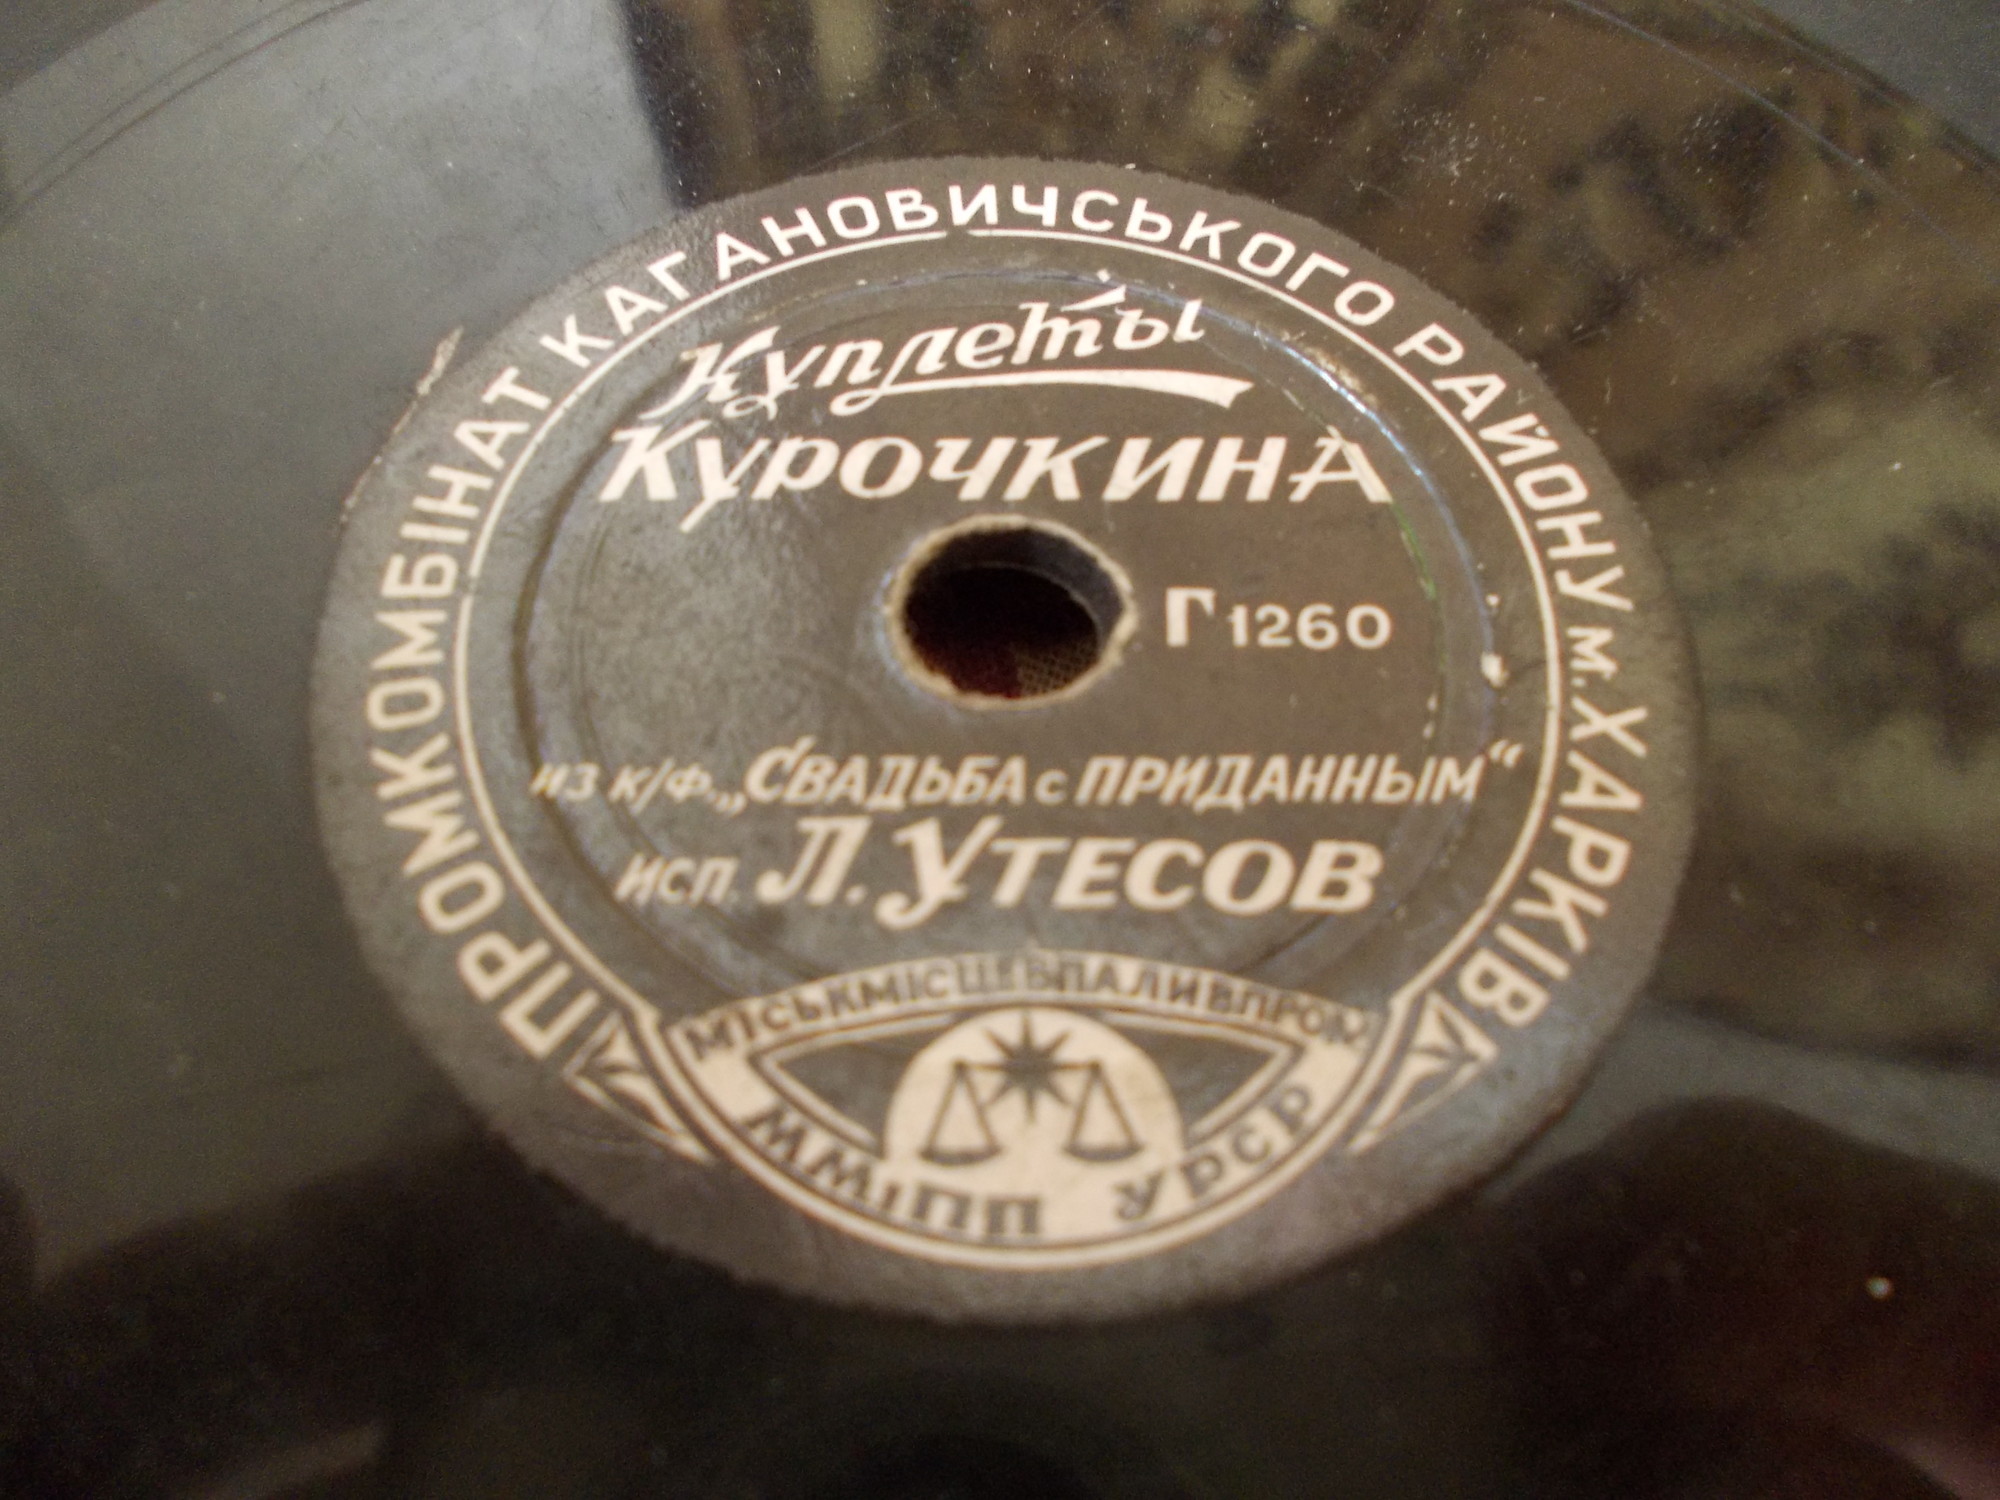 ПРОМКОМБІНАТ КАГАНОВИЧСЬКОГО РАЙОНУ м. ХАРКІВ
Куплеты
Курочкина
Г 1260
из к/ф. „Свадьба с приданным“
исп. Л. Утесов
МІСЬКМІСЦЕВПАЛИВПРОМ
ММіПП УРСР